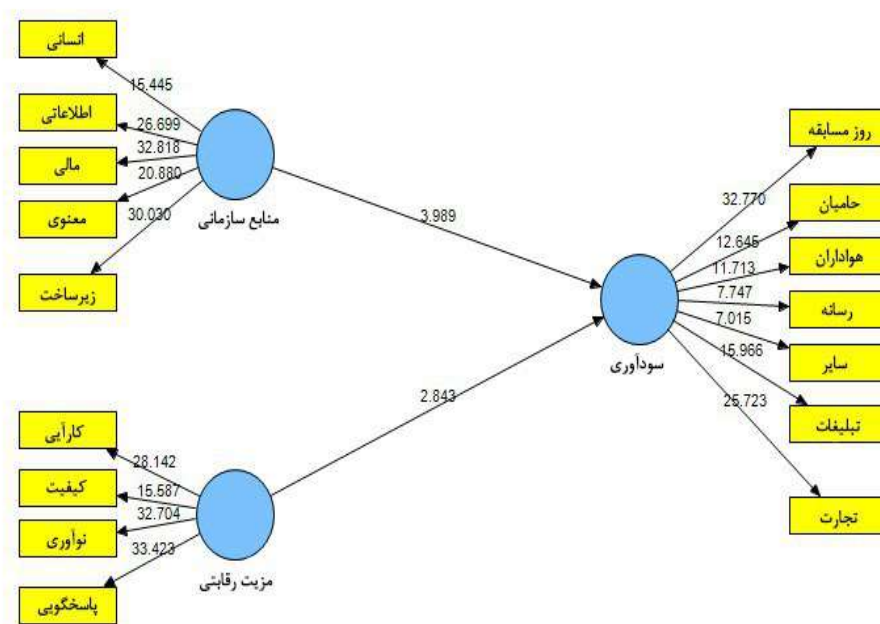 انسانی
15.445
اطلاعاتی
26.699
مالی
32.818
معنوی
20.880
زیرساخت
30.030
منابع سازمانی
3.989
کارآیی
28.142
کیفیت
15.587
نوآوری
32.704
پاسخگویی
33.423
مزیت رقابتی
2.843
سودآوری
روز مسابقه
32.770
حامیان
12.645
هواداران
11.713
رسانه
7.747
سایر
7.015
تبلیغات
15.966
تجارت
25.723